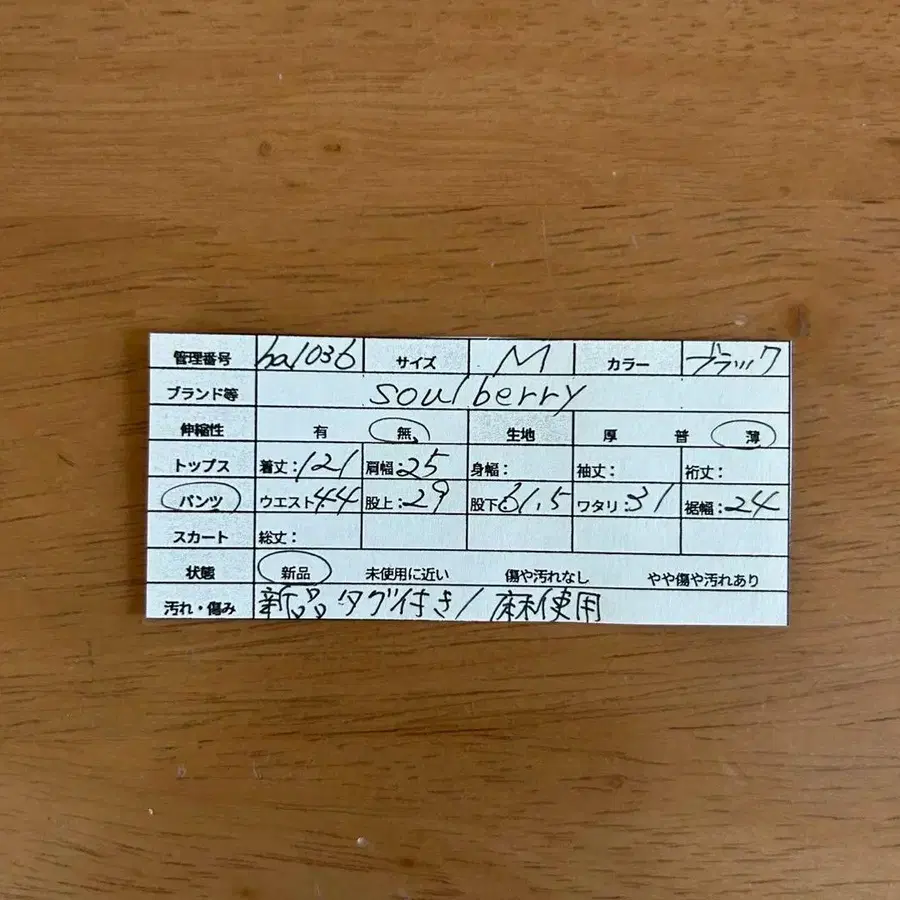 管理番号 ha1036 サイズ M カラー ブラック
ブランド等 soulberry
伸縮性 有 無 生地 厚 普 薄
トップス 着丈:121 肩幅:25 身幅: 袖丈: 裄丈:
パンツ ウエスト:44 股上:29 股下:61.5 ワタリ:31 裾幅:24
スカート 総丈:
状態 新品 未使用に近い 傷や汚れなし やや傷や汚れあり
汚れ・傷み 新品タグ付き/麻使用